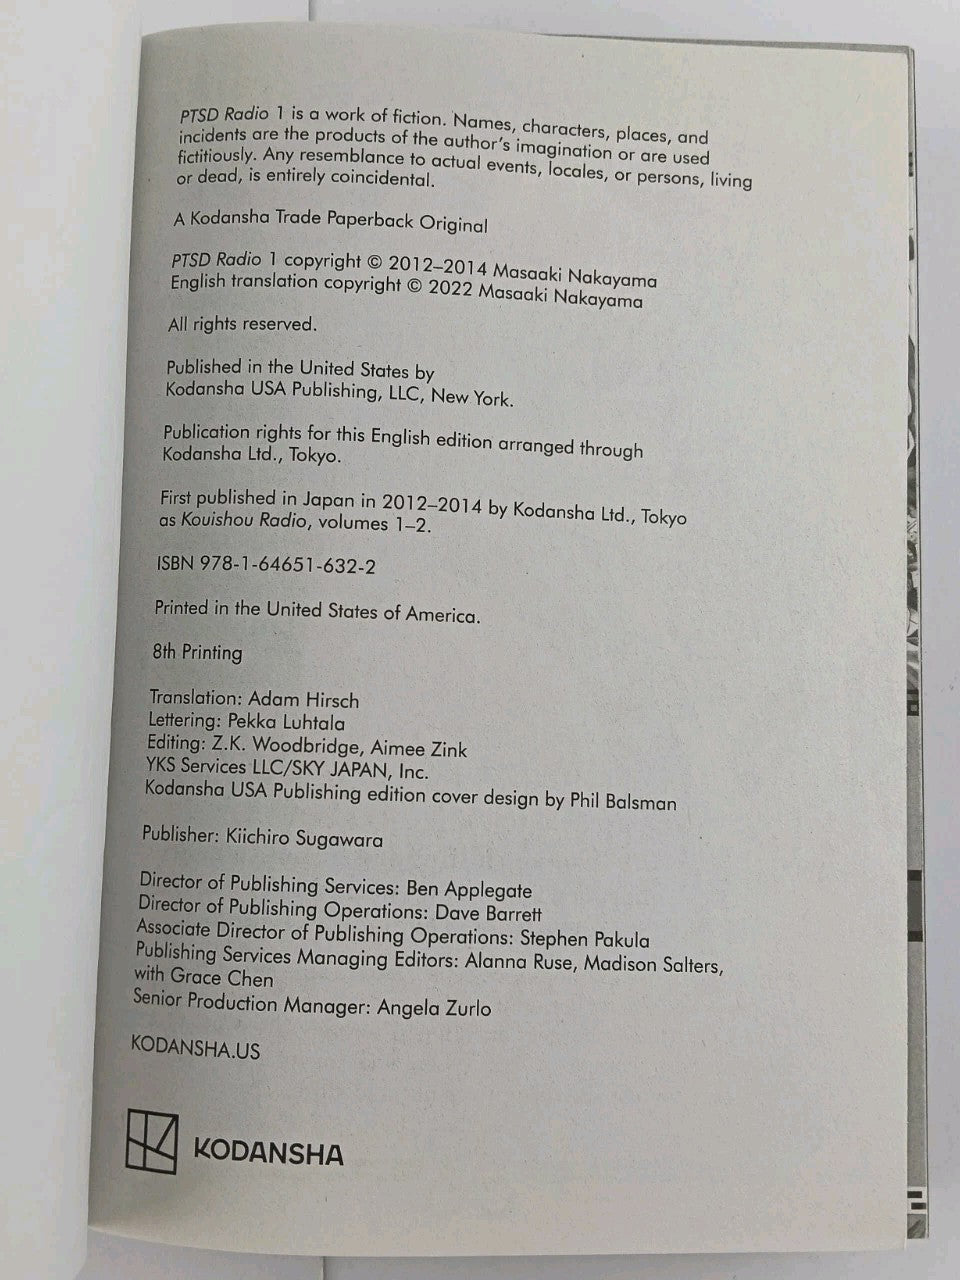 PTSD Radio 1 is a work of fiction. Names, characters, places, and
incidents are the products of the author's imagination or are used
fictitiously. Any resemblance to actual events, locales, or persons, living
or dead, is entirely coincidental.
A Kodansha Trade Paperback Original
PTSD Radio 1 copyright © 2012–2014 Masaaki Nakayama
English translation copyright © 2022 Masaaki Nakayama
All rights reserved.
Published in the United States by
Kodansha USA Publishing, LLC, New York.
Publication rights for this English edition arranged through
Kodansha Ltd., Tokyo.
First published in Japan in 2012–2014 by Kodansha Ltd., Tokyo
as Kouishou Radio, volumes 1–2.
ISBN 978-1-64651-632-2
Printed in the United States of America.
8th Printing
Translation: Adam Hirsch
Lettering: Pekka Luhtala
Editing: Z.K. Woodbridge, Aimee Zink
YKS Services LLC/SKY JAPAN, Inc.
Kodansha USA Publishing edition cover design by Phil Balsman
Publisher: Kiichiro Sugawara
Director of Publishing Services: Ben Applegate
Director of Publishing Operations: Dave Barrett
Associate Director of Publishing Operations: Stephen Pakula
Publishing Services Managing Editors: Alanna Ruse, Madison Salters,
with Grace Chen
Senior Production Manager: Angela Zurlo
KODANSHA.US
KODANSHA